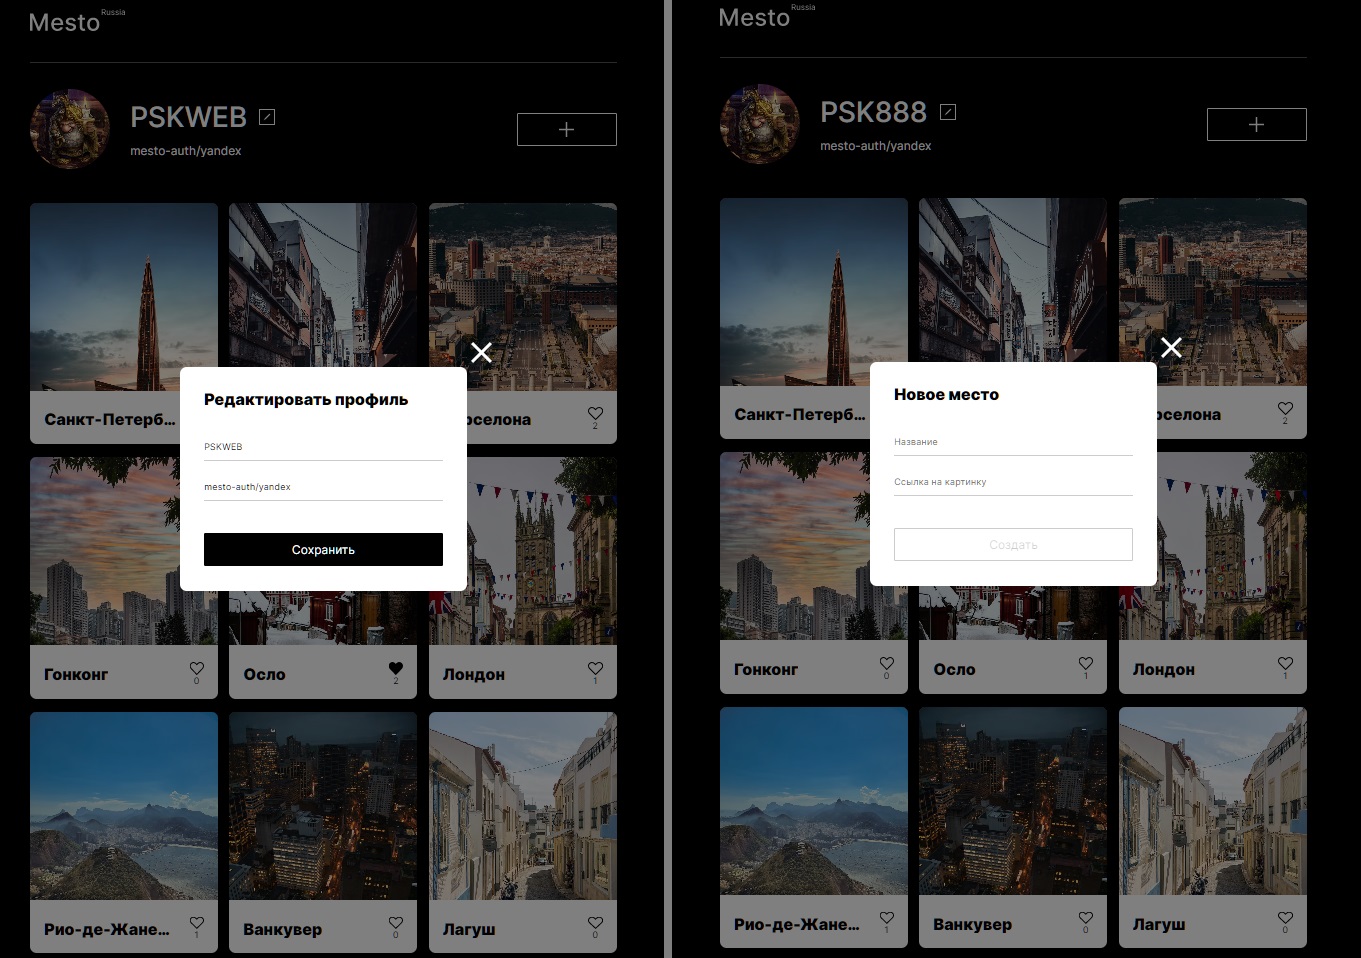 Mesto Russia
PSKWEB
mesto-auth/yandex
Редактировать профиль
PSKWEB
mesto-auth/yandex
Сохранить
Санкт-Петерб...
рселона
2
Гонконг
0
Осло
2
Лондон
1
Рио-де-Жане...
1
Ванкувер
0
Лагуш
0
Mesto Russia
PSK888
mesto-auth/yandex
Новое место
Название
Ссылка на картинку
Создать
Санкт-Петерб...
рселона
2
Гонконг
0
Осло
1
Лондон
1
Рио-де-Жане...
1
Ванкувер
0
Лагуш
0